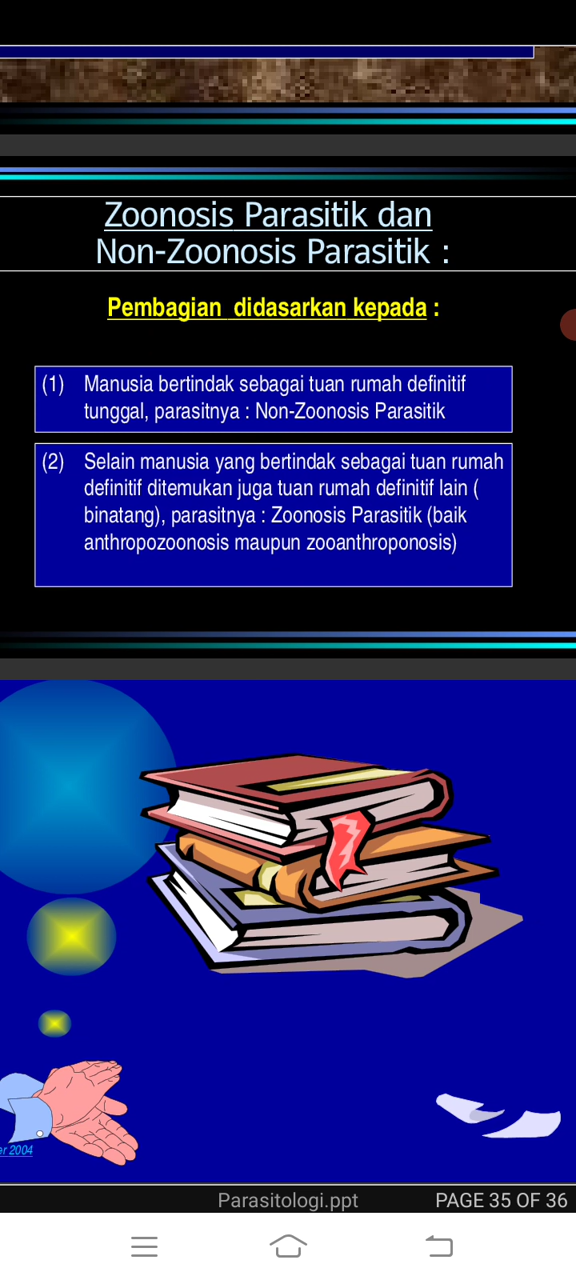 Zoonosis Parasitik dan
Non-Zoonosis Parasitik :
Pembagian didasarkan kepada :
(1) Manusia bertindak sebagai tuan rumah definitif
tunggal, parasitnya : Non-Zoonosis Parasitik
(2) Selain manusia yang bertindak sebagai tuan rumah
definitif ditemukan juga tuan rumah definitif lain (
binatang), parasitnya : Zoonosis Parasitik (baik
anthropozoonosis maupun zooanthroponosis)
2004
Parasitologi.ppt
PAGE 35 OF 36